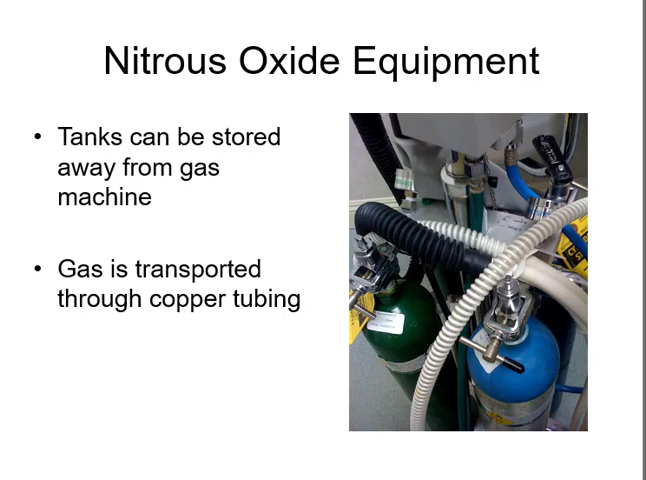 Nitrous Oxide Equipment
• Tanks can be stored
away from gas
machine
• Gas is transported
through copper tubing